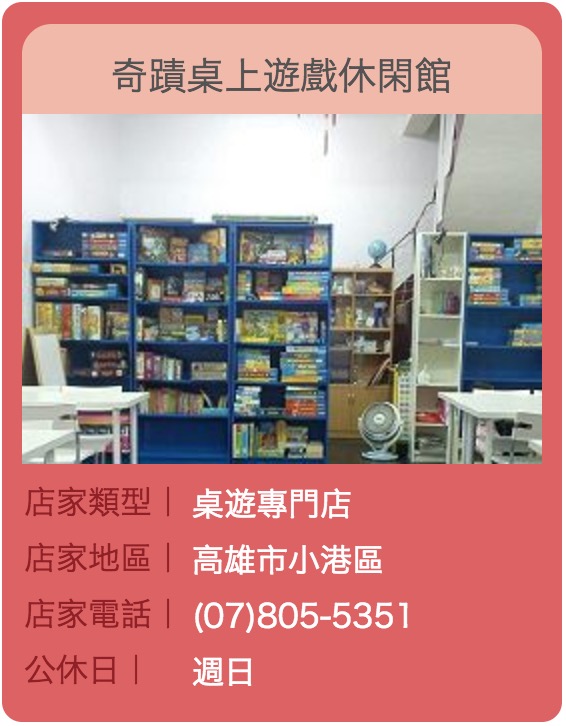 奇蹟桌上遊戲休閑館
店家類型｜ 桌遊專門店
店家地區｜ 高雄市小港區
店家電話｜ (07)805-5351
公休日｜ 週日